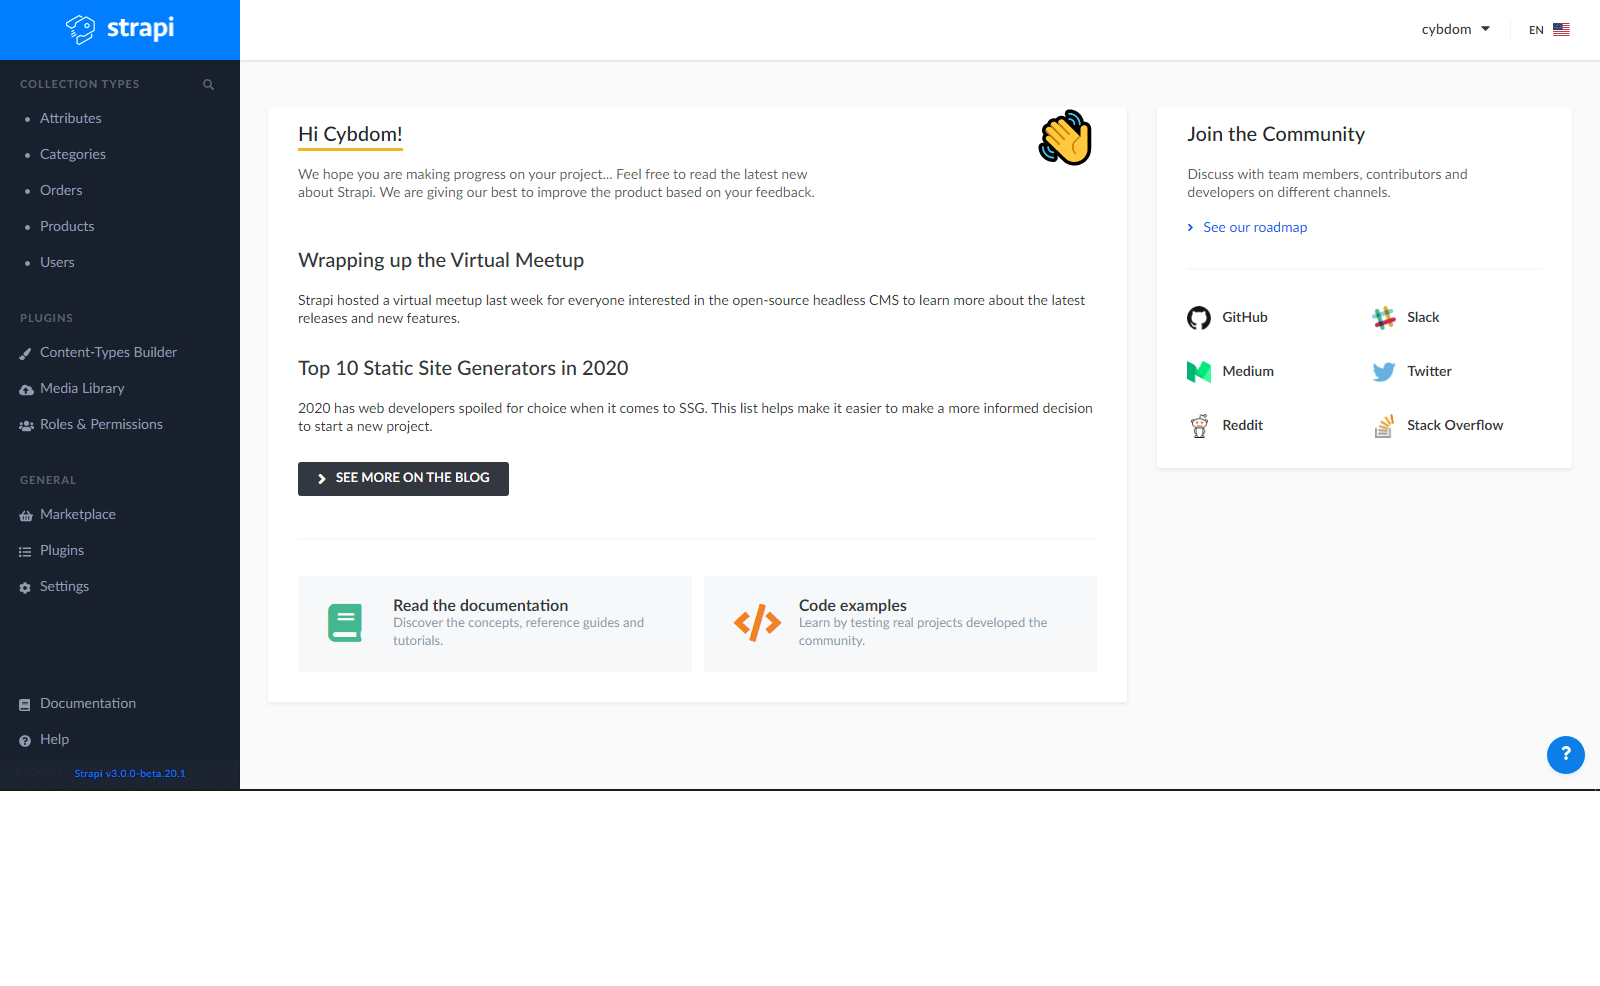 strapi
cybdom
EN
COLLECTION TYPES
Attributes
Categories
Orders
Products
Users
PLUGINS
Content-Types Builder
Media Library
Roles & Permissions
GENERAL
Marketplace
Plugins
Settings
Documentation
Help
Strapi v3.0.0-beta.20.1
Hi Cybdom!
We hope you are making progress on your project... Feel free to read the latest new
about Strapi. We are giving our best to improve the product based on your feedback.
Wrapping up the Virtual Meetup
Strapi hosted a virtual meetup last week for everyone interested in the open-source headless CMS to learn more about the latest
releases and new features.
Top 10 Static Site Generators in 2020
2020 has web developers spoiled for choice when it comes to SSG. This list helps make it easier to make a more informed decision
to start a new project.
SEE MORE ON THE BLOG
Read the documentation
Discover the concepts, reference guides and
tutorials.
Code examples
Learn by testing real projects developed the
community.
Join the Community
Discuss with team members, contributors and
developers on different channels.
See our roadmap
GitHub
Slack
Medium
Twitter
Reddit
Stack Overflow
?